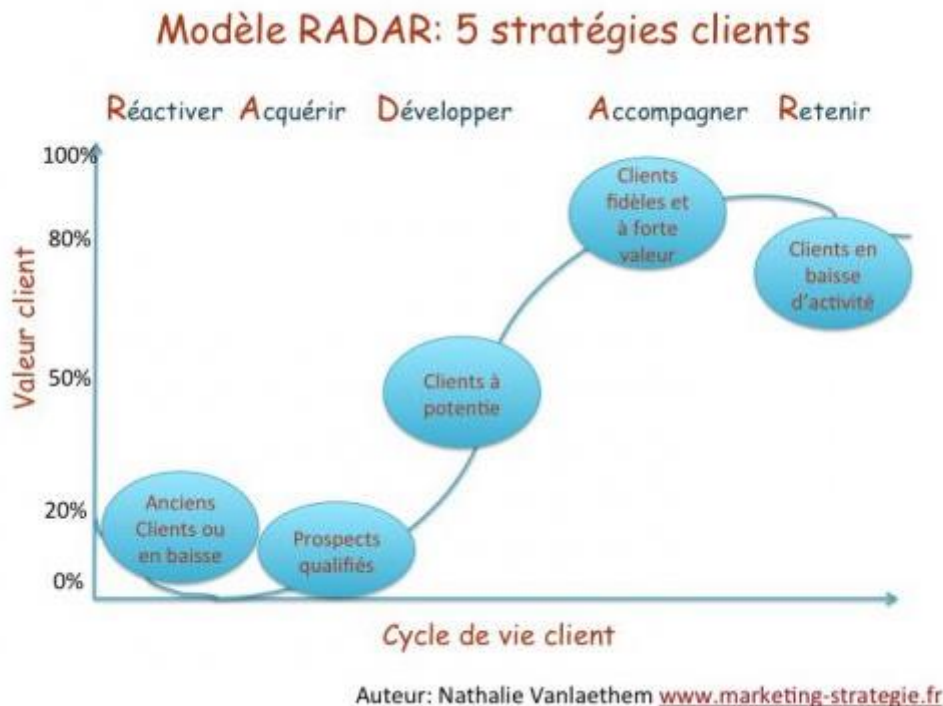 Modèle RADAR: 5 stratégies clients
Réactiver Acquérir Développer Accompagner Retenir
100%
80%
50%
20%
0%
Valeur client
Clients
fidèles et
à forte
valeur
Clients en
baisse
d'activité
Clients à
potentie
Anciens
Clients ou
en baisse
Prospects
qualifiés
Cycle de vie client
Auteur: Nathalie Vanlaethem www.marketing-strategie.fr